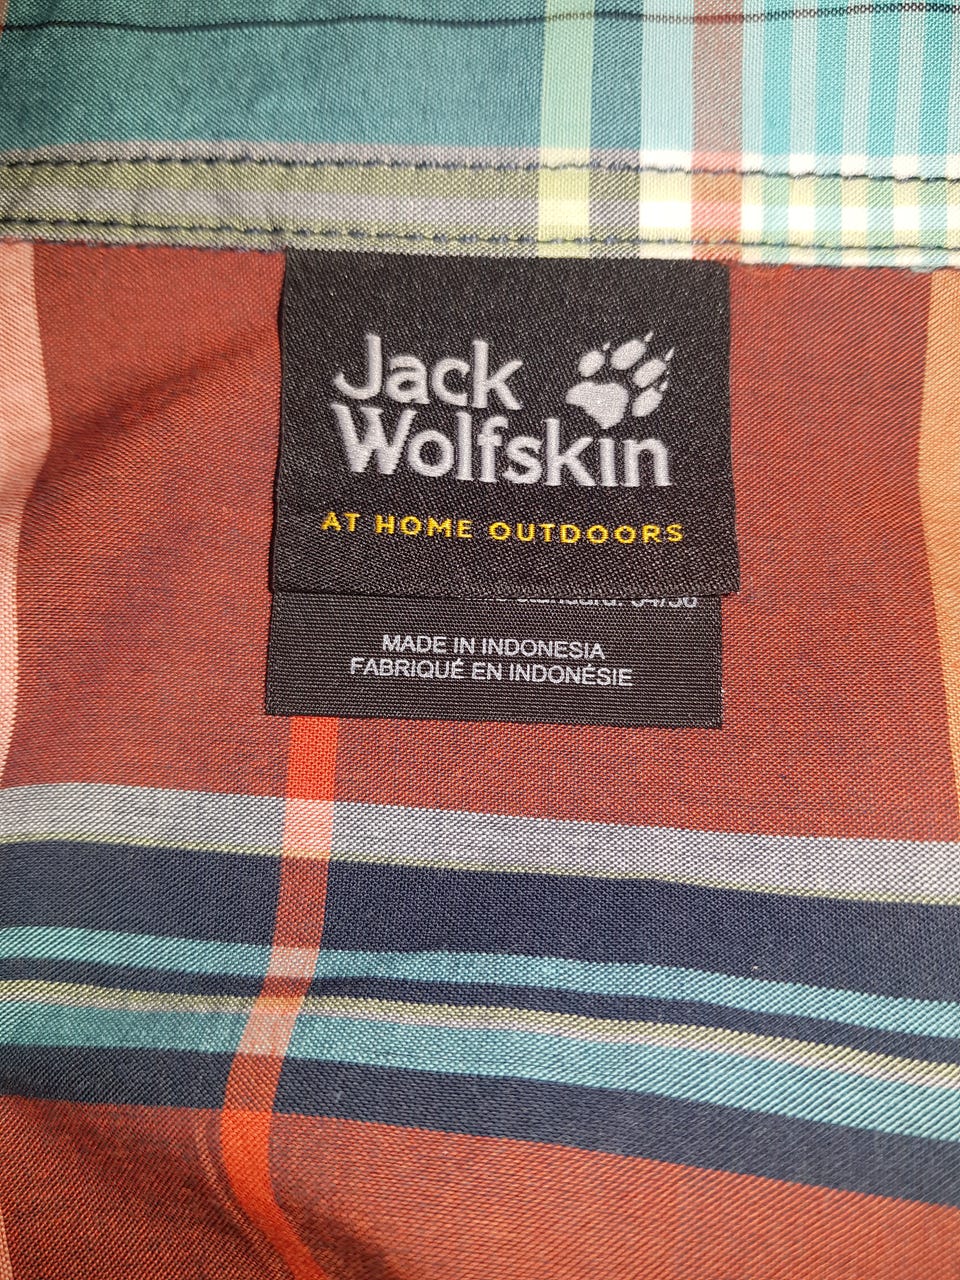 Jack
Wolfskin
AT HOME OUTDOORS
MADE IN INDONESIA
FABRIQUÉ EN INDONÉSIE